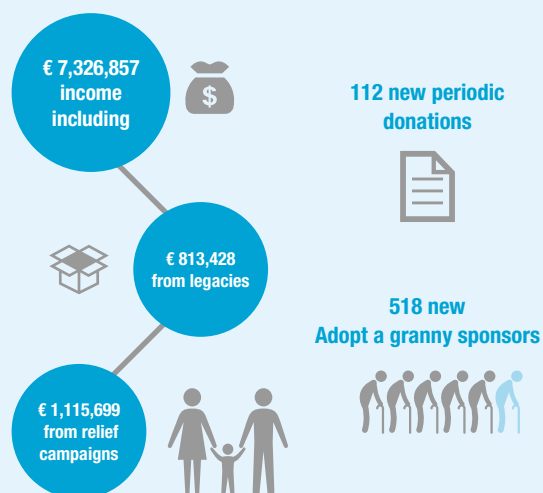 € 7,326,857
income
including
$
112 new periodic
donations
€ 813,428
from legacies
518 new
Adopt a granny sponsors
€ 1,115,699
from relief
campaigns